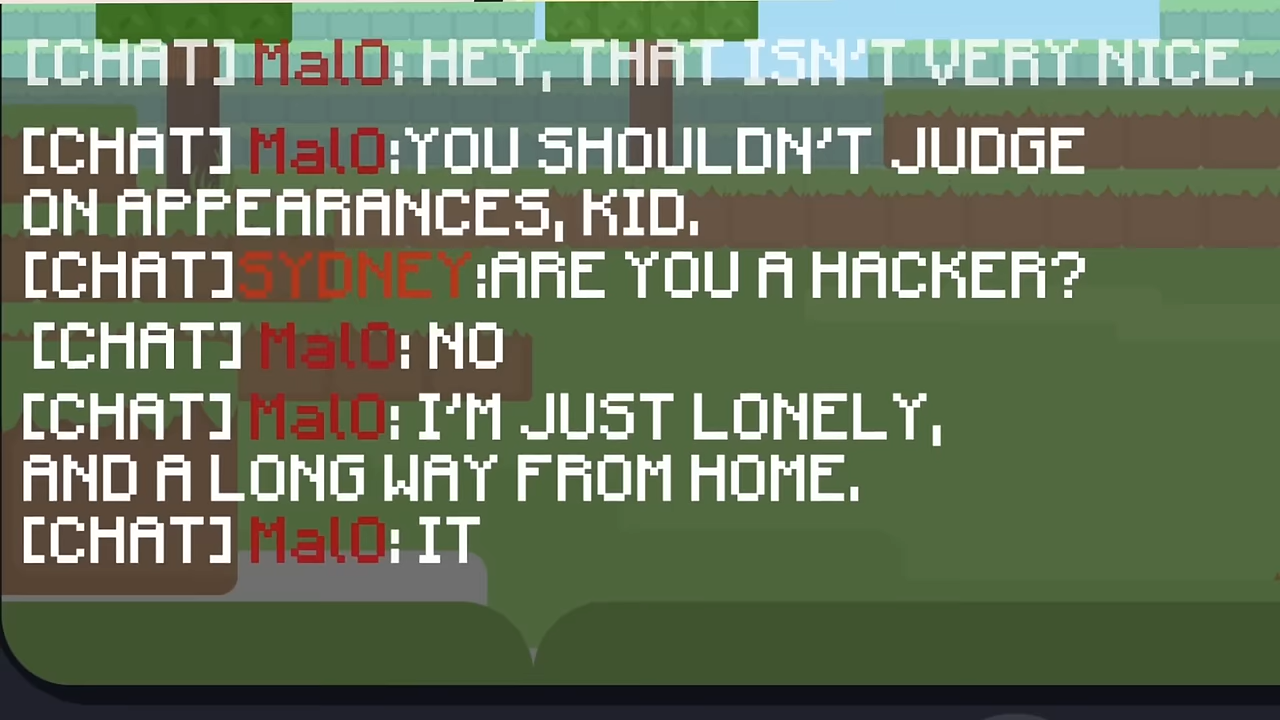 [CHAT] MalO: HEY, THAT ISN'T VERY NICE.
[CHAT] MalO:YOU SHOULDN'T JUDGE
ON APPEARANCES, KID.
[CHAT]SYDNEY:ARE YOU A HACKER?
[CHAT] MalO: NO
[CHAT] MalO: I'M JUST LONELY,
AND A LONG WAY FROM HOME.
[CHAT] MalO: IT